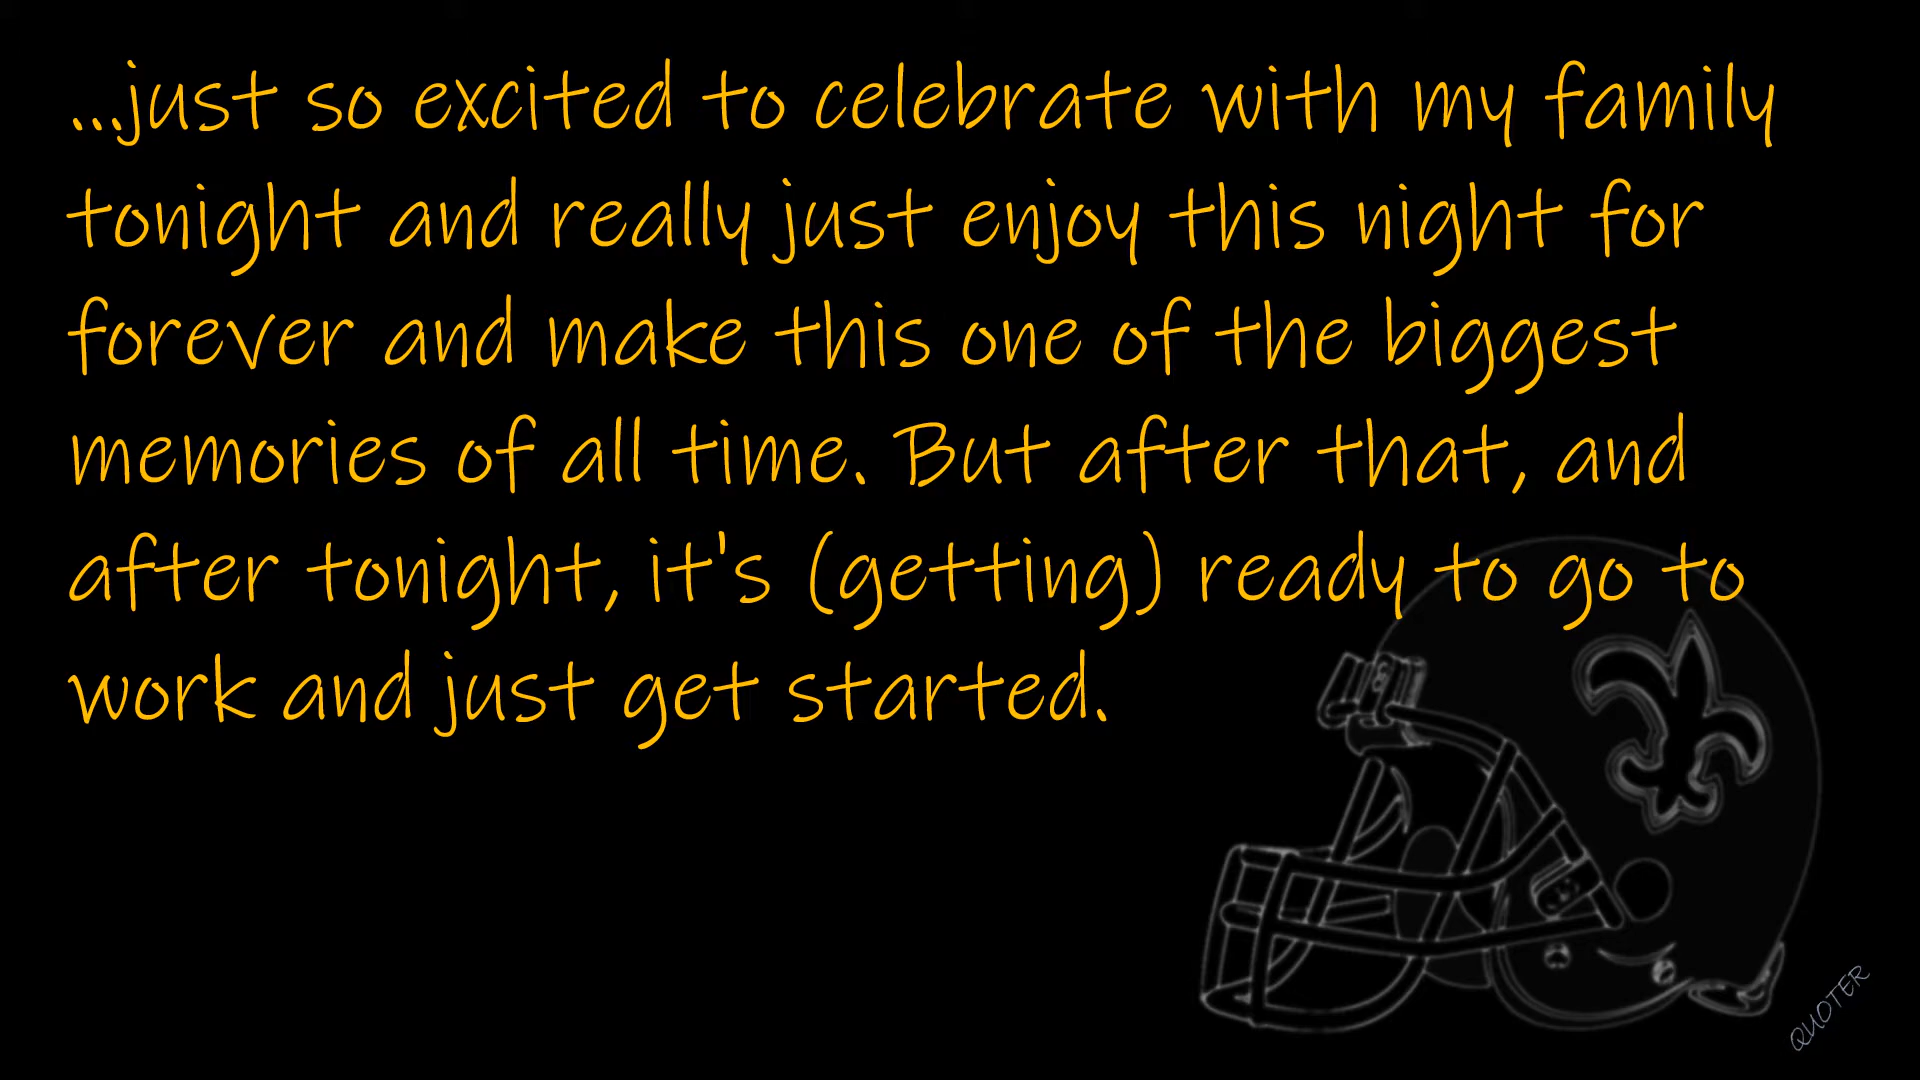 ...just so excited to celebrate with my family
tonight and really just enjoy this night for
forever and make this one of the biggest
memories of all time. But after that, and
after tonight, it's (getting) ready to go to
work and just get started.
QUOTER